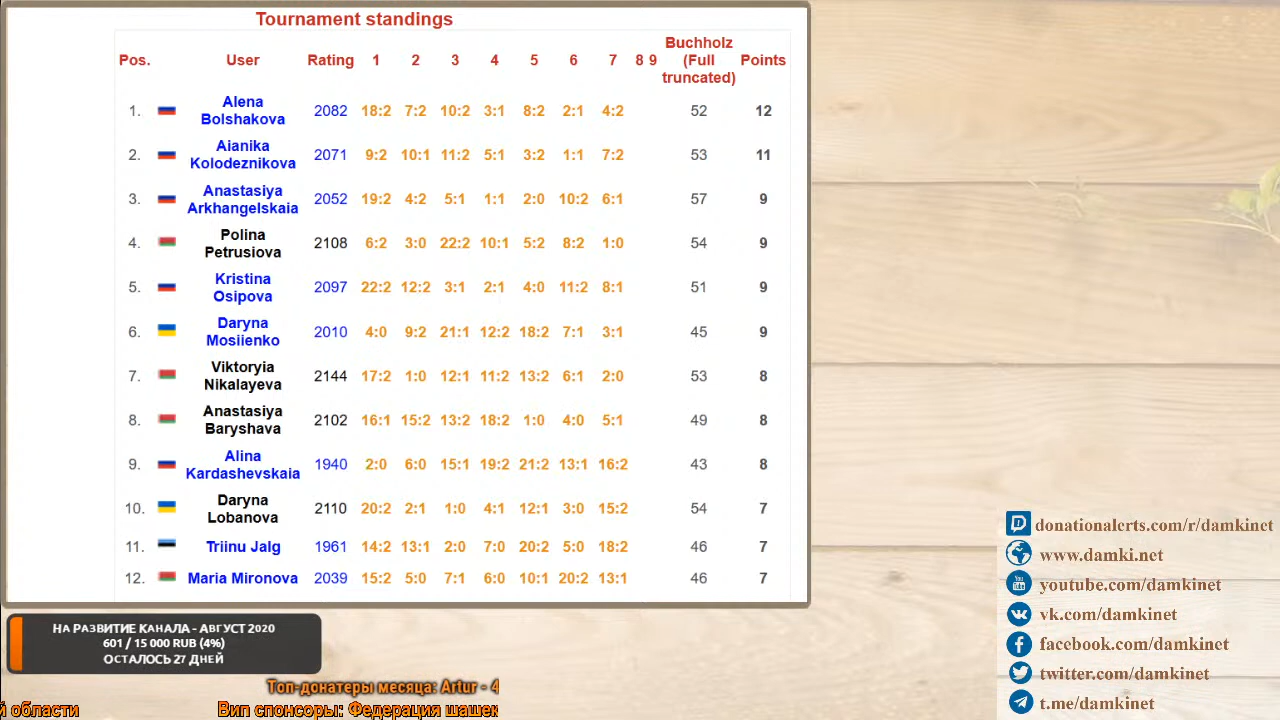 Tournament standings
Pos. User Rating 1 2 3 4 5 6 7 8 9 Buchholz (Full truncated) Points
1. Alena Bolshakova 2082 18:2 7:2 10:2 3:1 8:2 2:1 4:2 52 12
2. Aianika Kolodeznikova 2071 9:2 10:1 11:2 5:1 3:2 1:1 7:2 53 11
3. Anastasiya Arkhangelskaia 2052 19:2 4:2 5:1 1:1 2:0 10:2 6:1 57 9
4. Polina Petrusiova 2108 6:2 3:0 22:2 10:1 5:2 8:2 1:0 54 9
5. Kristina Osipova 2097 22:2 12:2 3:1 2:1 4:0 11:2 8:1 51 9
6. Daryna Mosiienko 2010 4:0 9:2 21:1 12:2 18:2 7:1 3:1 45 9
7. Viktoryia Nikalayeva 2144 17:2 1:0 12:1 11:2 13:2 6:1 2:0 53 8
8. Anastasiya Baryshava 2102 16:1 15:2 13:2 18:2 1:0 4:0 5:1 49 8
9. Alina Kardashevskaia 1940 2:0 6:0 15:1 19:2 21:2 13:1 16:2 43 8
10. Daryna Lobanova 2110 20:2 2:1 1:0 4:1 12:1 3:0 15:2 54 7
11. Triinu Jalg 1961 14:2 13:1 2:0 7:0 20:2 5:0 18:2 46 7
12. Maria Mironova 2039 15:2 5:0 7:1 6:0 10:1 20:2 13:1 46 7
НА РАЗВИТИЕ КАНАЛА - АВГУСТ 2020
601 / 15 000 RUB (4%)
ОСТАЛОСЬ 27 ДНЕЙ
Топ-донатеры месяца: Artur - 4
й области Вип спонсоры: Федерация шашек
donationalerts.com/r/damkinet
www.damki.net
youtube.com/damkinet
vk.com/damkinet
facebook.com/damkinet
twitter.com/damkinet
t.me/damkinet